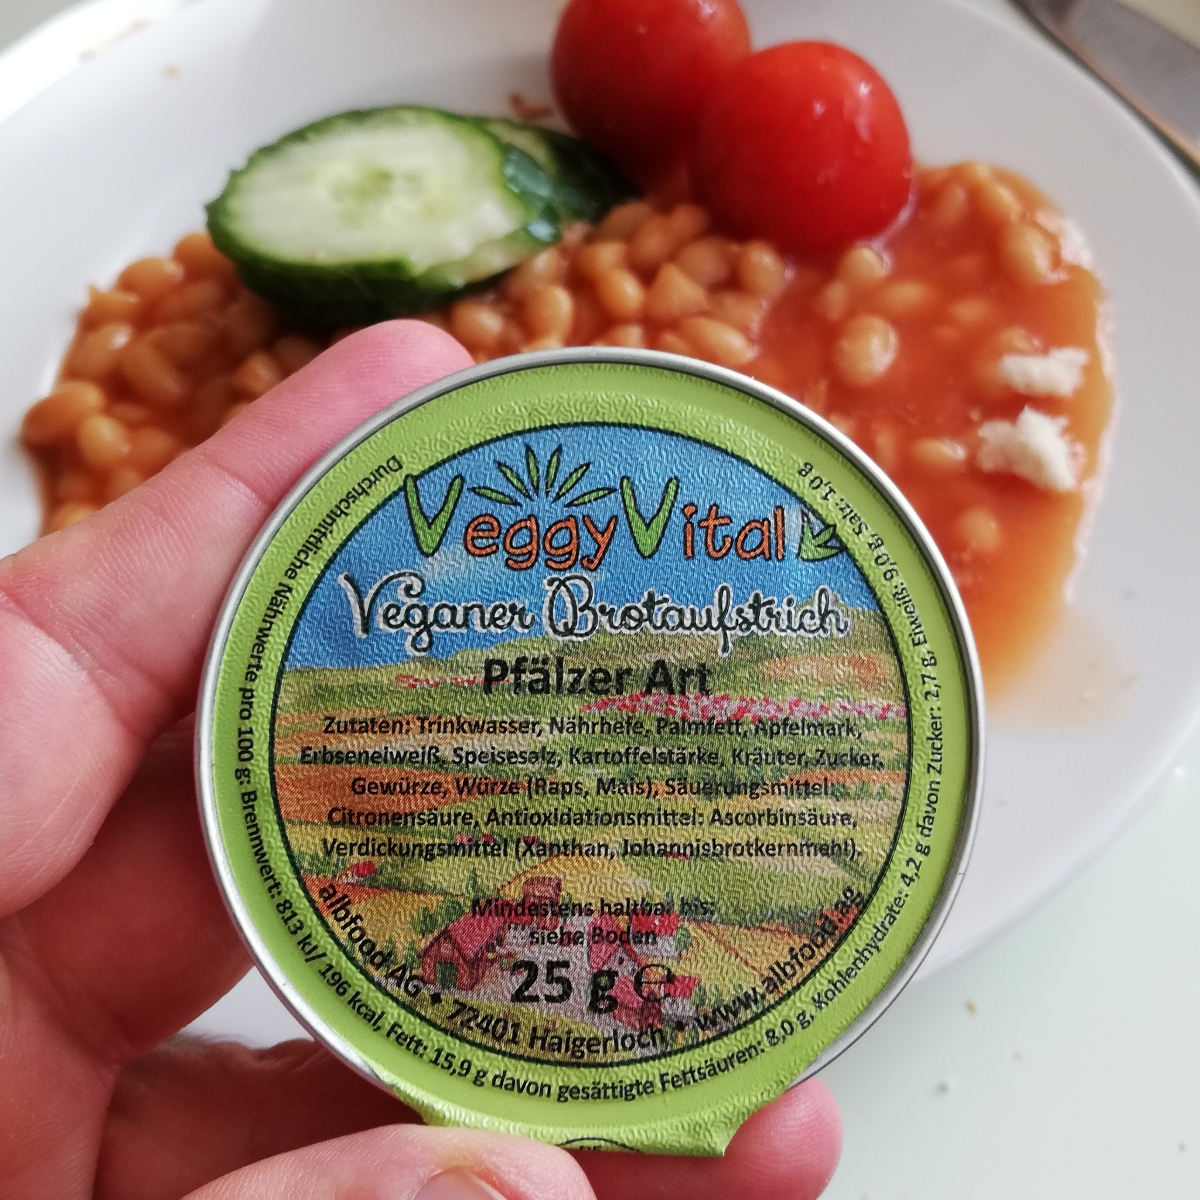 VeggyVital
Veganer Brotaufstrich
Pfälzer Art
Zutaten: Trinkwasser, Nährhefe, Palmfett, Apfelmark,
Erbseneiweiß, Speisesalz, Kartoffelstärke, Kräuter, Zucker,
Gewürze, Würze (Raps, Mais), Säuerungsmittel:
Citronensäure, Antioxidationsmittel: Ascorbinsäure,
Verdickungsmittel (Xanthan, Johannisbrotkernmehl).
Mindestens haltbar bis:
siehe Boden
25 g ℮
albfood AG • 72401 Haigerloch • www.albfood.ag
Durchschnittliche Nährwerte pro 100 g: Brennwert: 813 kJ/ 196 kcal, Fett: 15,9 g davon gesättigte Fettsäuren: 8,0 g, Kohlenhydrate: 4,2 g davon Zucker: 2,7 g, Eiweiß: 9,0 g, Salz: 1,0 g